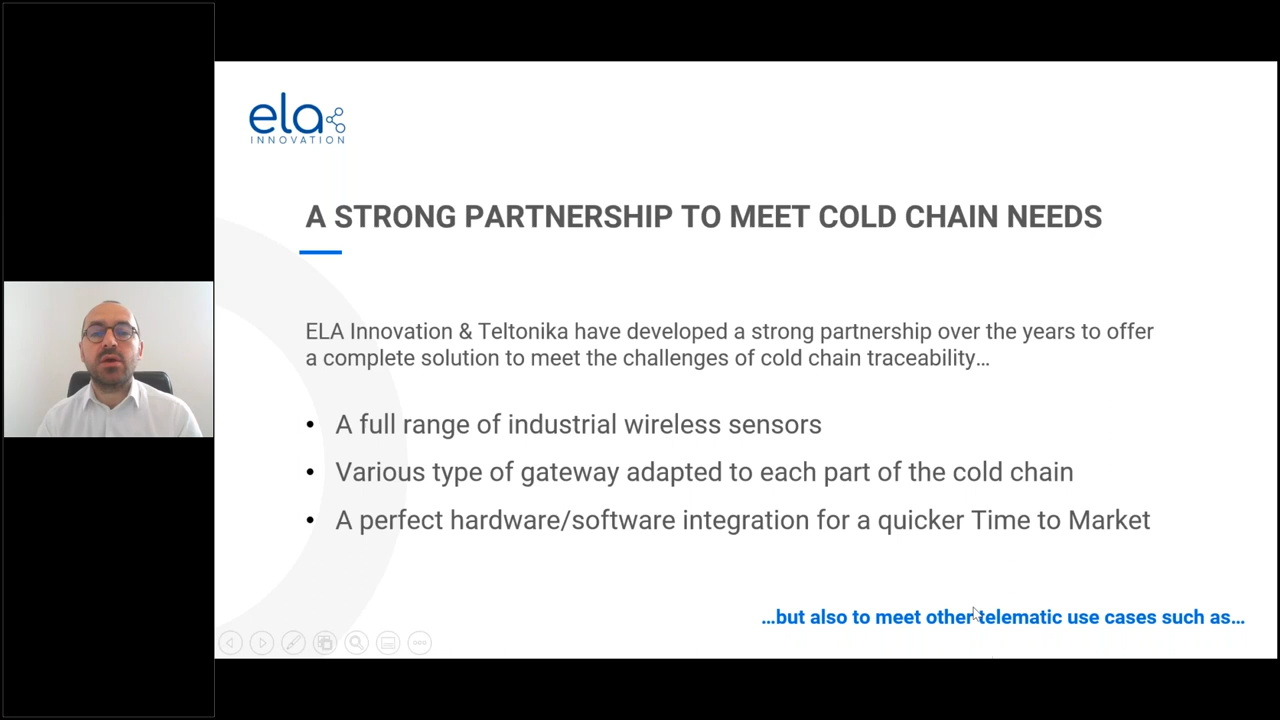 ela
INNOVATION
A STRONG PARTNERSHIP TO MEET COLD CHAIN NEEDS
ELA Innovation & Teltonika have developed a strong partnership over the years to offer
a complete solution to meet the challenges of cold chain traceability…
• A full range of industrial wireless sensors
• Various type of gateway adapted to each part of the cold chain
• A perfect hardware/software integration for a quicker Time to Market
…but also to meet other telematic use cases such as…